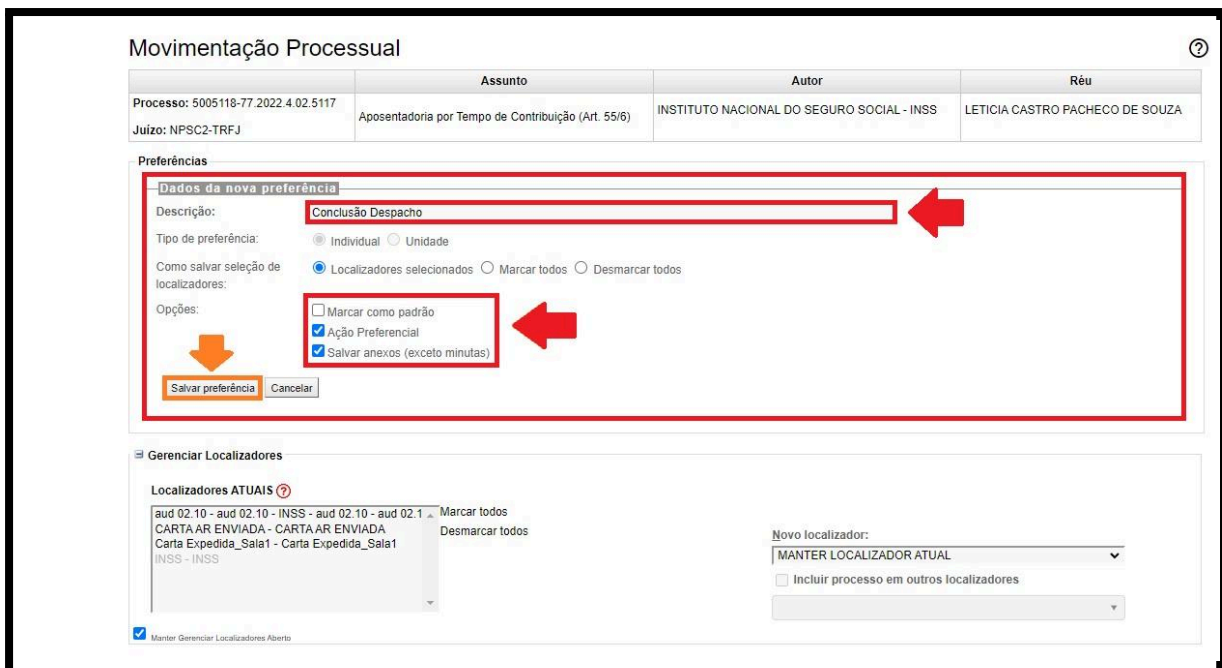 Movimentação Processual
Assunto
Autor
Réu
Processo: 5005118-77.2022.4.02.5117
Juízo: NPSC2-TRFJ
Aposentadoria por Tempo de Contribuição (Art. 55/6)
INSTITUTO NACIONAL DO SEGURO SOCIAL - INSS
LETICIA CASTRO PACHECO DE SOUZA
Preferências
Dados da nova preferência
Descrição: Conclusão Despacho
Tipo de preferência: Individual Unidade
Como salvar seleção de localizadores: Localizadores selecionados Marcar todos Desmarcar todos
Opções: Marcar como padrão
Ação Preferencial
Salvar anexos (exceto minutas)
Salvar preferência Cancelar
Gerenciar Localizadores
Localizadores ATUAIS ?
aud 02.10 - aud 02.10 - INSS - aud 02.10 - aud 02.1
CARTA AR ENVIADA - CARTA AR ENVIADA
Carta Expedida_Sala1 - Carta Expedida_Sala1
INSS - INSS
Marcar todos
Desmarcar todos
Novo localizador:
MANTER LOCALIZADOR ATUAL
Incluir processo em outros localizadores
Manter Gerenciar Localizadores Aberto